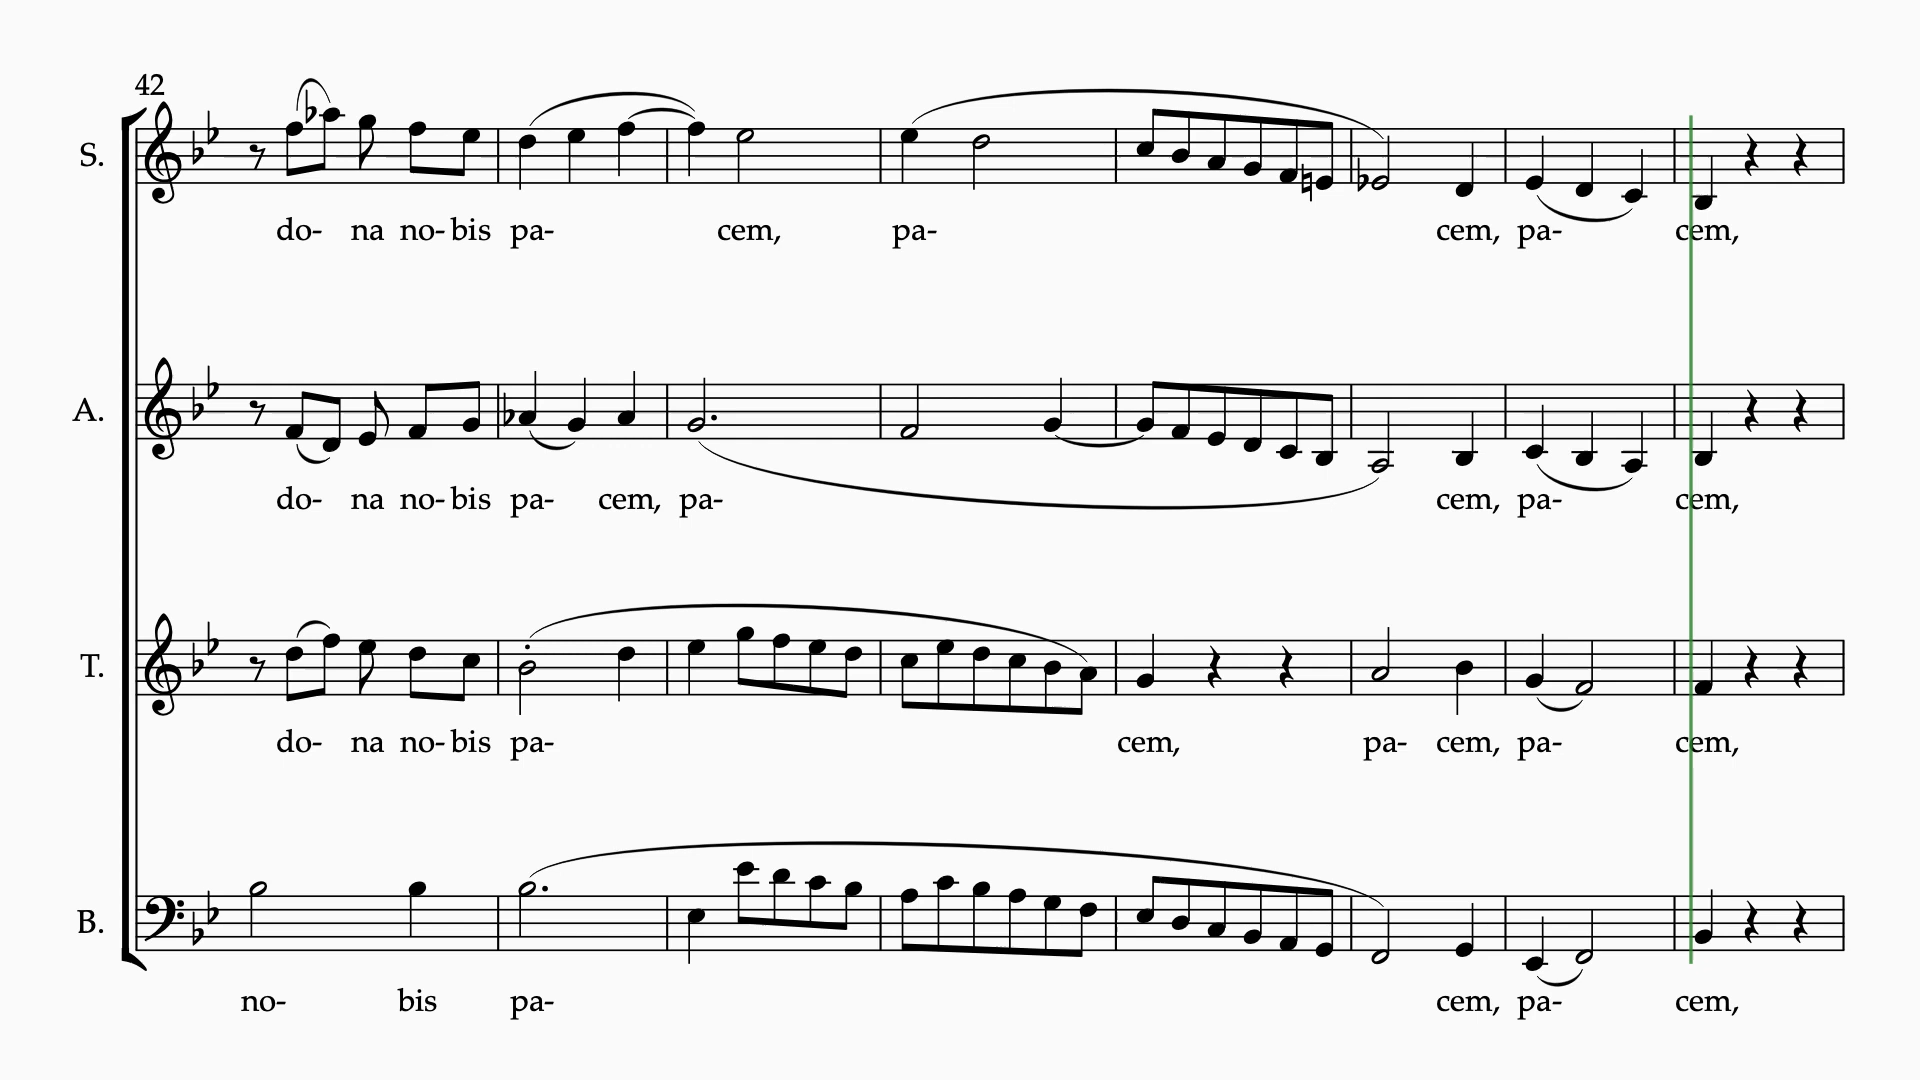 42
S.
do- na no- bis pa- cem, pa- cem, pa- cem,
A.
do- na no- bis pa- cem, pa- cem, pa- cem,
T.
do- na no- bis pa- cem, pa- cem, pa- cem,
B.
no- bis pa- cem, pa- cem,